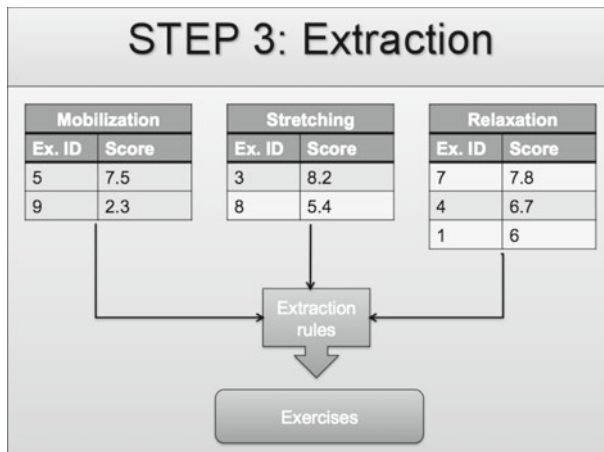 STEP 3: Extraction
Mobilization
Ex. ID Score
5 7.5
9 2.3
Stretching
Ex. ID Score
3 8.2
8 5.4
Relaxation
Ex. ID Score
7 7.8
4 6.7
1 6
Extraction
rules
Exercises